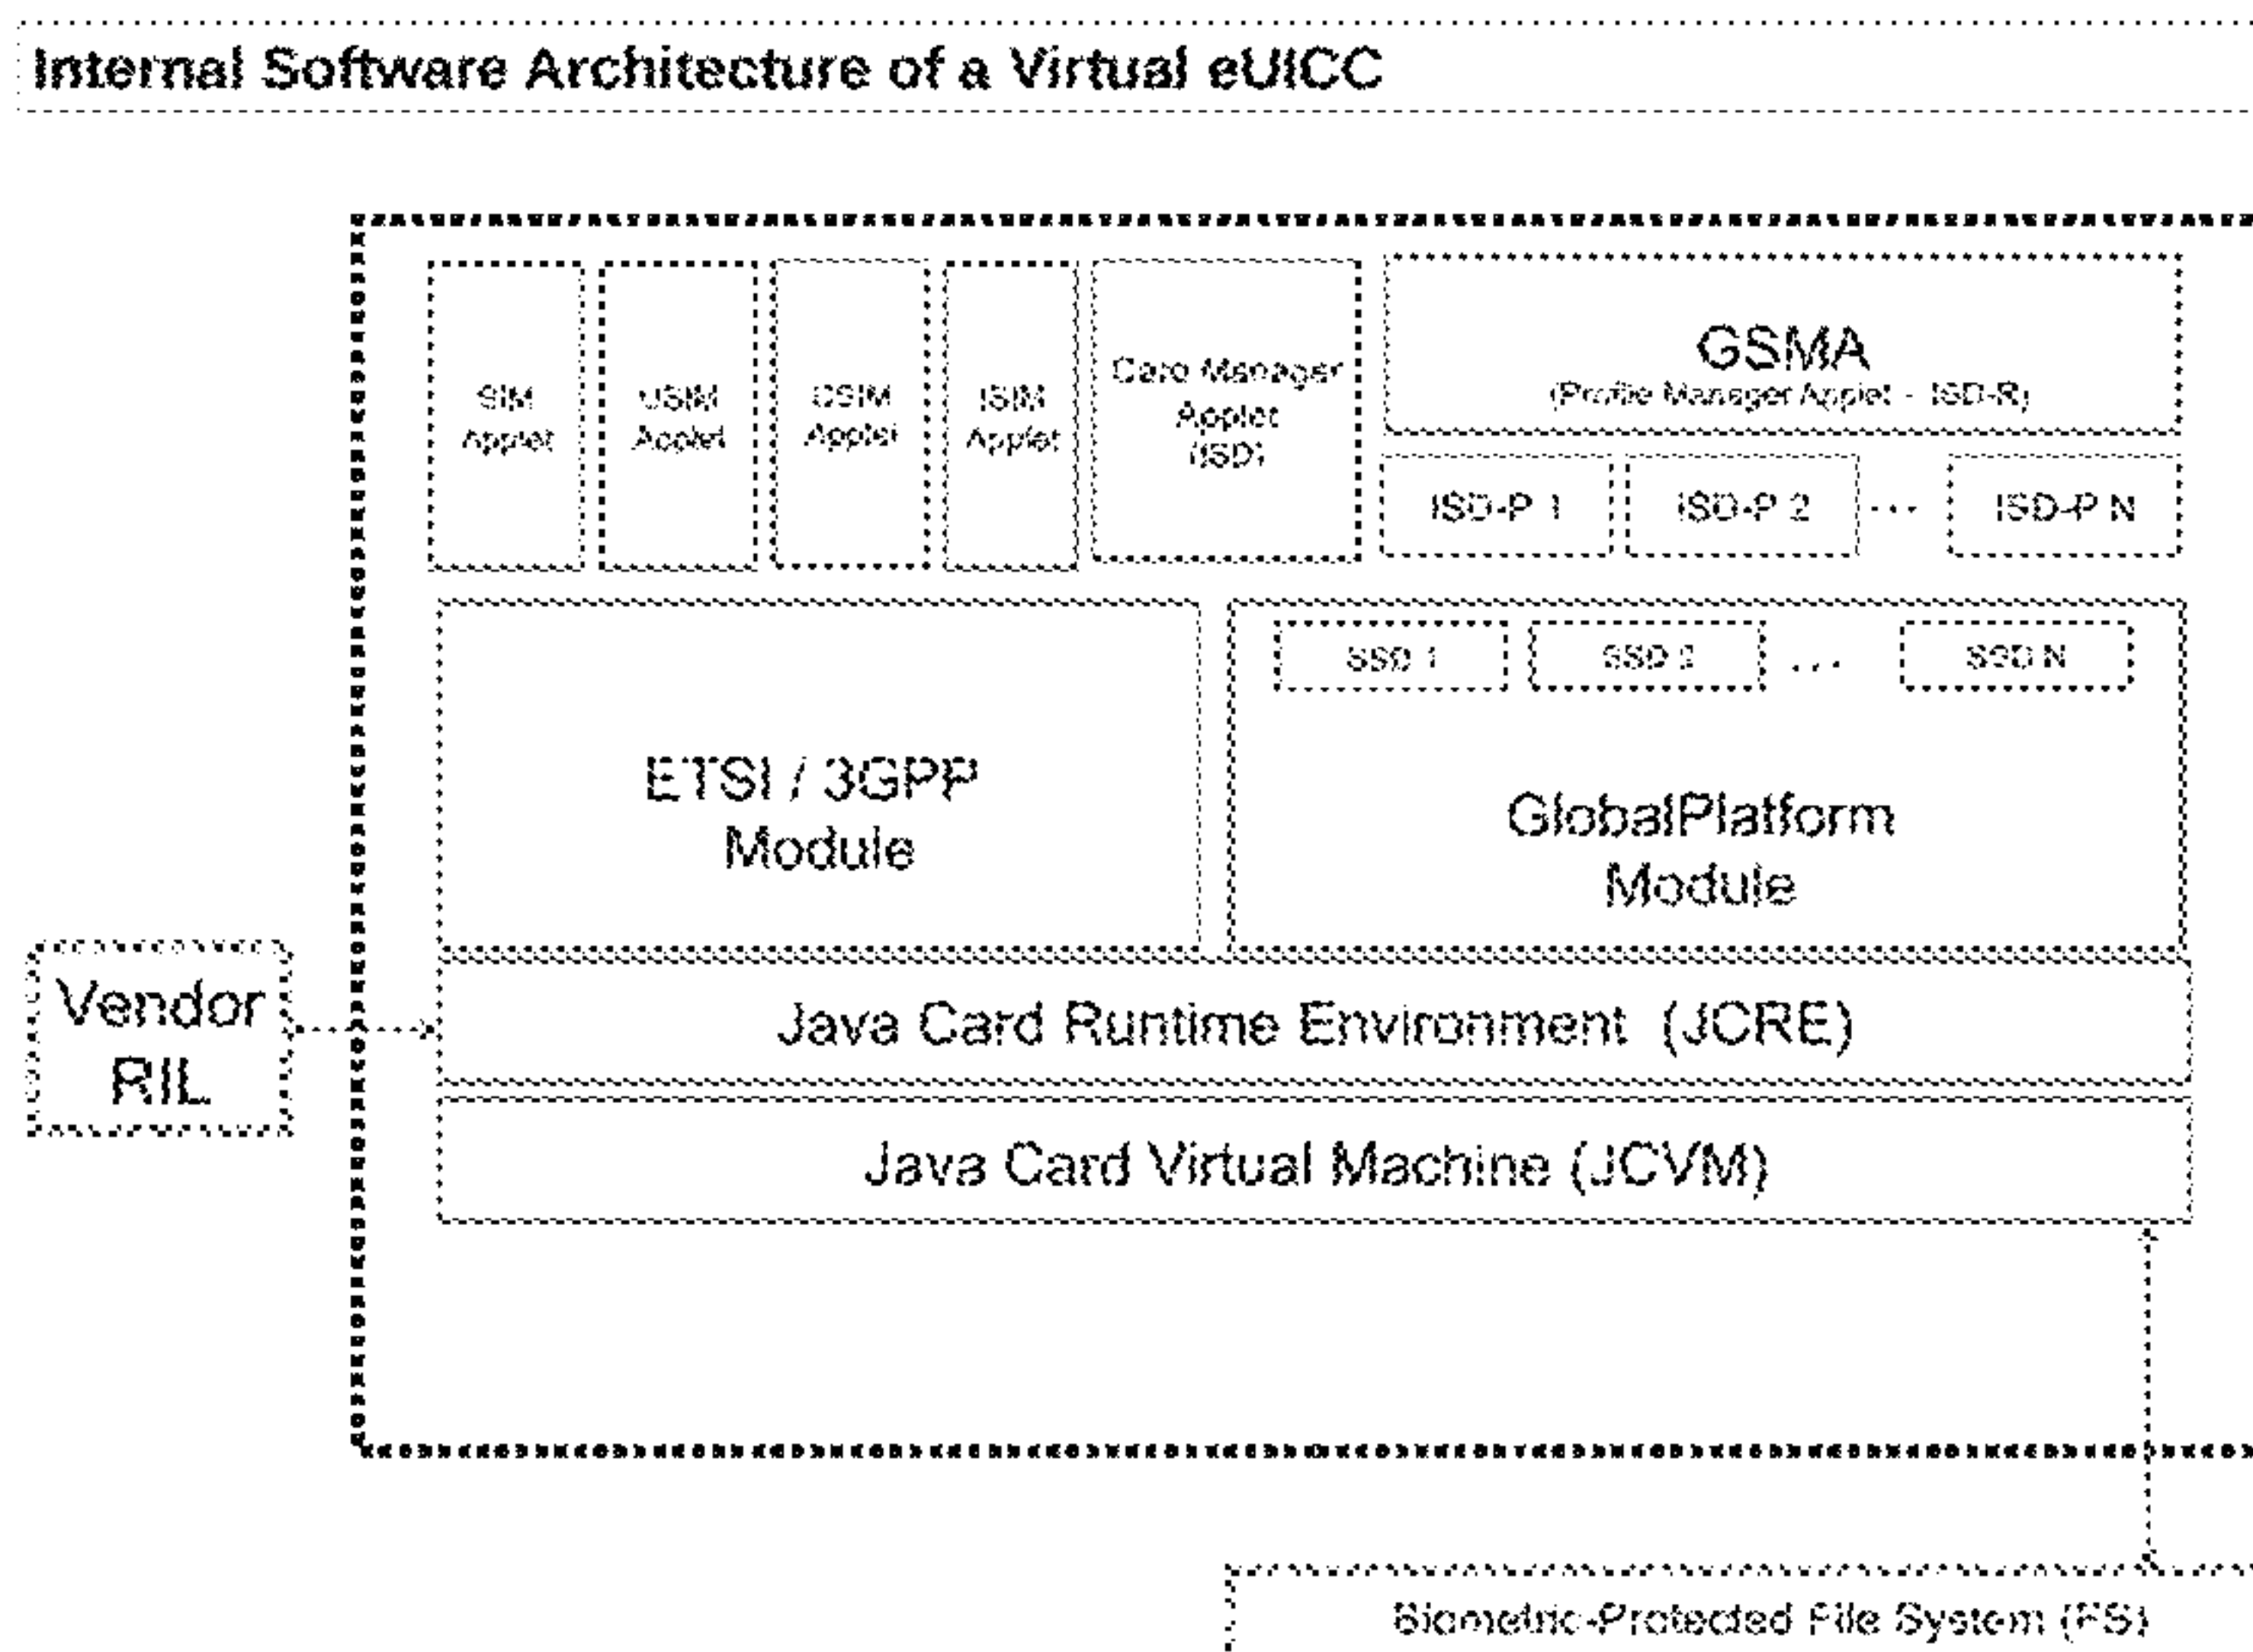 Internal Software Architecture of a Virtual eUICC
SIM
Applet
USIM
Applet
CSIM
Applet
ISIM
Applet
Card Manager
Applet
(ISD)
GSMA
(Profile Manager Applet - ISD-R)
ISD-P 1
ISD-P 2
...
ISD-P N
SSD 1
SSD 2
...
SSD N
ETSI / 3GPP
Module
GlobalPlatform
Module
Vendor
RIL
Java Card Runtime Environment (JCRE)
Java Card Virtual Machine (JCVM)
Biometric-Protected File System (FS)